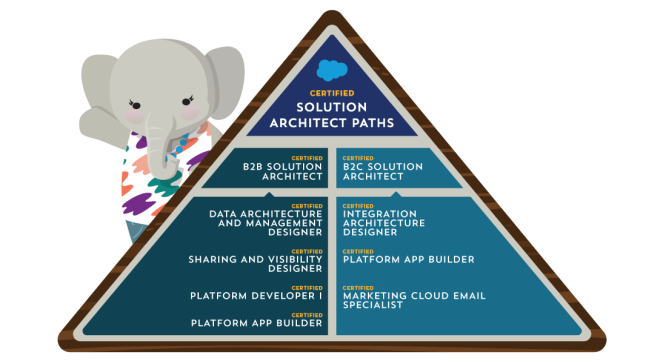 CERTIFIED
SOLUTION
ARCHITECT PATHS
CERTIFIED
B2B SOLUTION
ARCHITECT
CERTIFIED
B2C SOLUTION
ARCHITECT
CERTIFIED
DATA ARCHITECTURE
AND MANAGEMENT
DESIGNER
CERTIFIED
SHARING AND VISIBILITY
DESIGNER
CERTIFIED
PLATFORM DEVELOPER I
CERTIFIED
PLATFORM APP BUILDER
CERTIFIED
INTEGRATION
ARCHITECTURE
DESIGNER
CERTIFIED
PLATFORM APP BUILDER
CERTIFIED
MARKETING CLOUD EMAIL
SPECIALIST